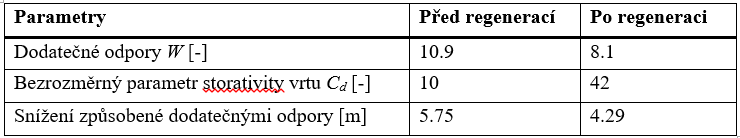 Parametry Před regenerací Po regeneraci
Dodatečné odpory W [-] 10.9 8.1
Bezrozměrný parametr storativity vrtu Cd [-] 10 42
Snížení způsobené dodatečnými odpory [m] 5.75 4.29